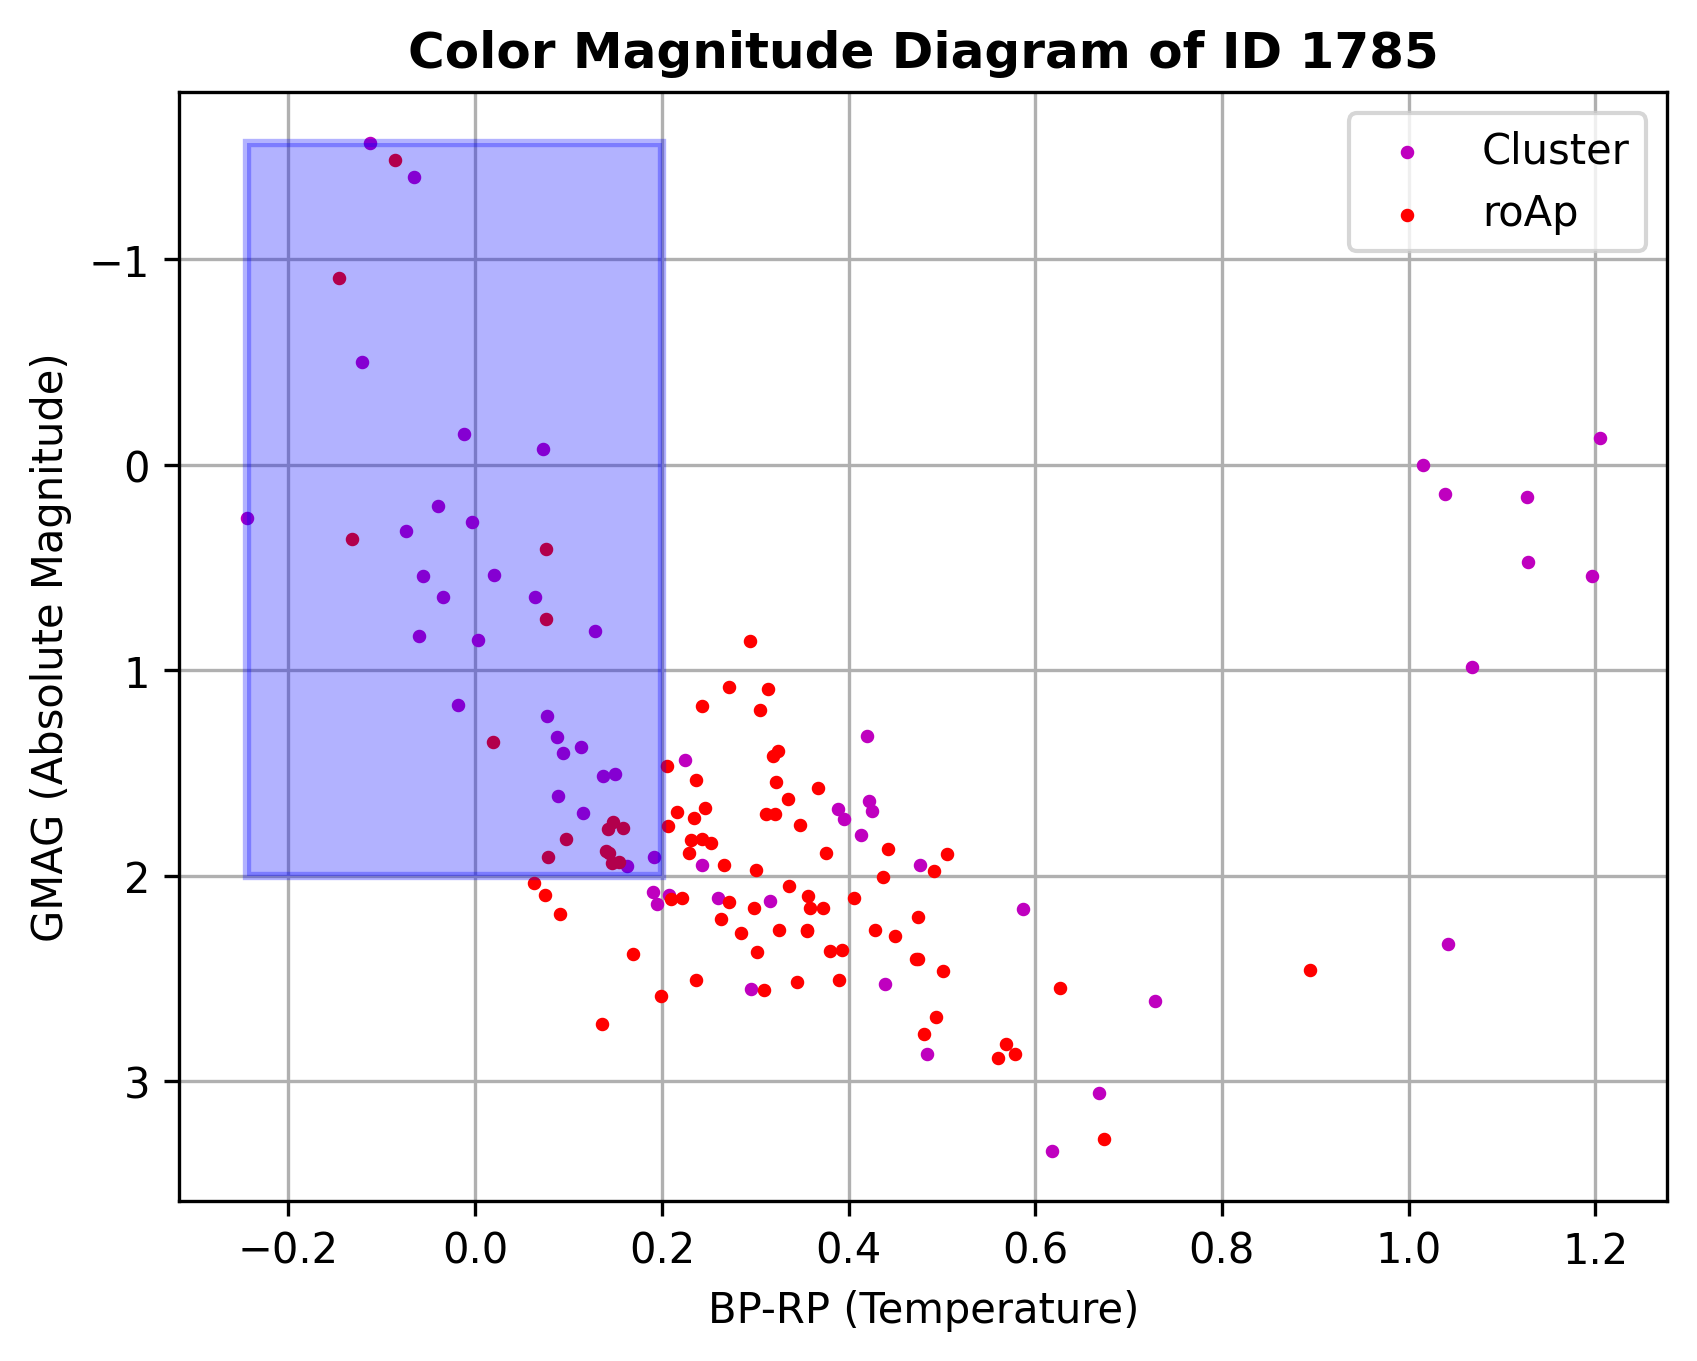 Color Magnitude Diagram of ID 1785
Cluster
roAp
GMAG (Absolute Magnitude)
−1
0
1
2
3
−0.2 0.0 0.2 0.4 0.6 0.8 1.0 1.2
BP-RP (Temperature)